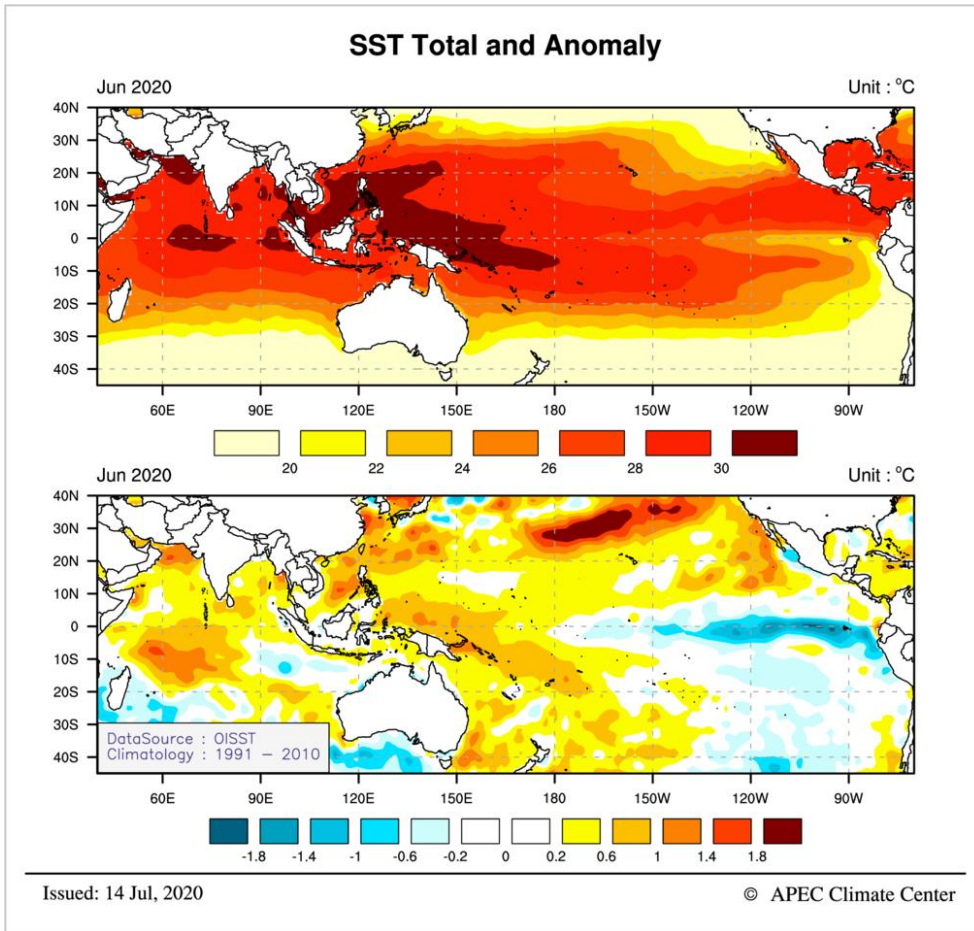 SST Total and Anomaly
Jun 2020 Unit : °C
40N
30N
20N
10N
0
10S
20S
30S
40S
60E 90E 120E 150E 180 150W 120W 90W
20 22 24 26 28 30
Jun 2020 Unit : °C
40N
30N
20N
10N
0
10S
20S
30S
40S
DataSource : OISST
Climatology : 1991 – 2010
60E 90E 120E 150E 180 150W 120W 90W
-1.8 -1.4 -1 -0.6 -0.2 0 0.2 0.6 1 1.4 1.8
Issued: 14 Jul, 2020 © APEC Climate Center